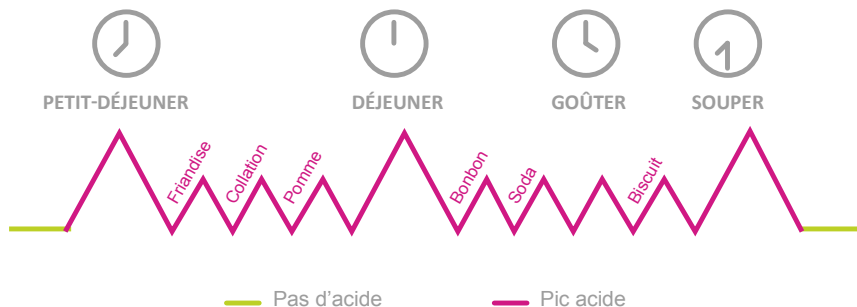 PETIT-DÉJEUNER DÉJEUNER GOÛTER SOUPER
Friandise Collation Pomme Bonbon Soda Biscuit
Pas d'acide Pic acide